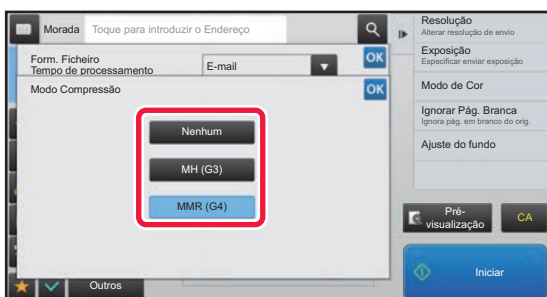 Morada
Toque para introduzir o Endereço
Form. Ficheiro
Tempo de processamento
E-mail
OK
Modo Compressão
OK
Nenhum
MH (G3)
MMR (G4)
Outros
Resolução
Alterar resolução de envio
Exposição
Especificar enviar exposição
Modo de Cor
Ignorar Pág. Branca
Ignora pág. em branco do orig.
Ajuste do fundo
Pré-
visualização
CA
Iniciar